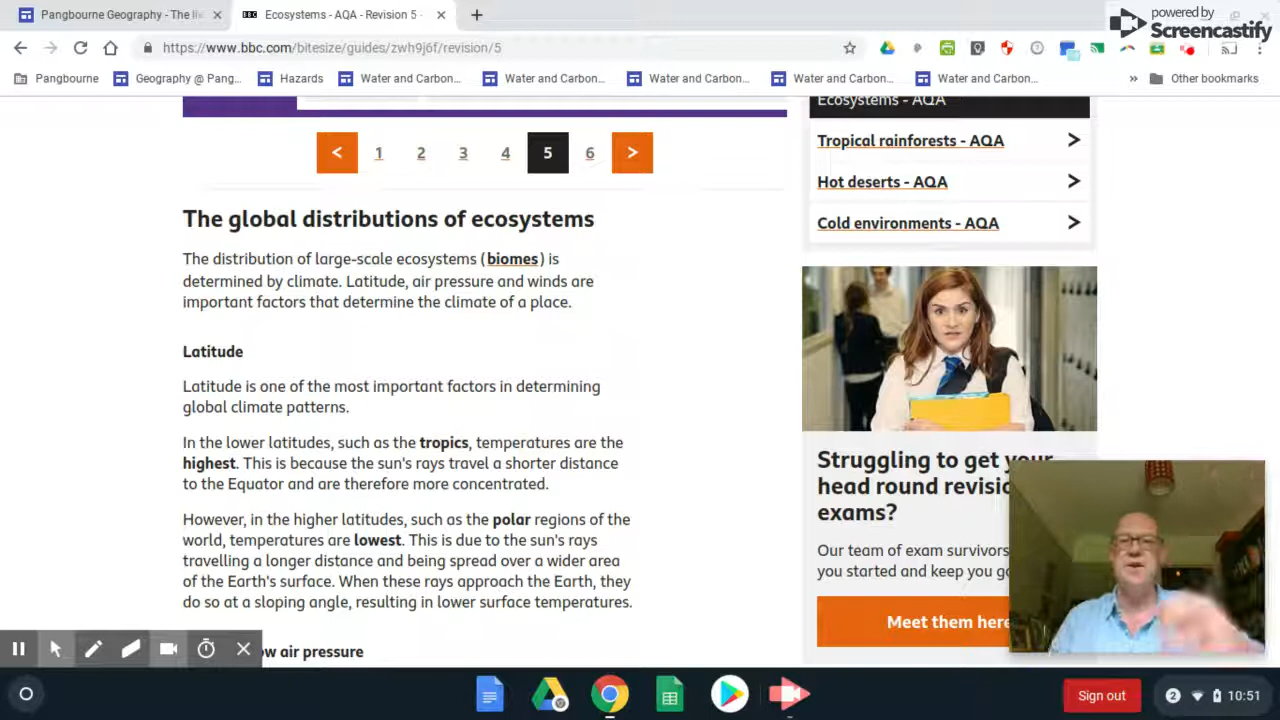 Pangbourne Geography - The
Ecosystems - AQA - Revision 5 -
powered by
Screencastify
https://www.bbc.com/bitesize/guides/zwh9j6f/revision/5
Pangbourne
Geography @ Pang...
Hazards
Water and Carbon...
Water and Carbon...
Water and Carbon...
Water and Carbon...
Water and Carbon...
» Other bookmarks
< 1 2 3 4 5 6 >
Ecosystems - AQA
Tropical rainforests - AQA >
Hot deserts - AQA >
Cold environments - AQA >
The global distributions of ecosystems
The distribution of large-scale ecosystems (biomes) is
determined by climate. Latitude, air pressure and winds are
important factors that determine the climate of a place.
Latitude
Latitude is one of the most important factors in determining
global climate patterns.
In the lower latitudes, such as the tropics, temperatures are the
highest. This is because the sun's rays travel a shorter distance
to the Equator and are therefore more concentrated.
However, in the higher latitudes, such as the polar regions of the
world, temperatures are lowest. This is due to the sun's rays
travelling a longer distance and being spread over a wider area
of the Earth's surface. When these rays approach the Earth, they
do so at a sloping angle, resulting in lower surface temperatures.
air pressure
Struggling to get your
head round revisio
exams?
Our team of exam survivors
you started and keep you go
Meet them here
Sign out
2
10:51